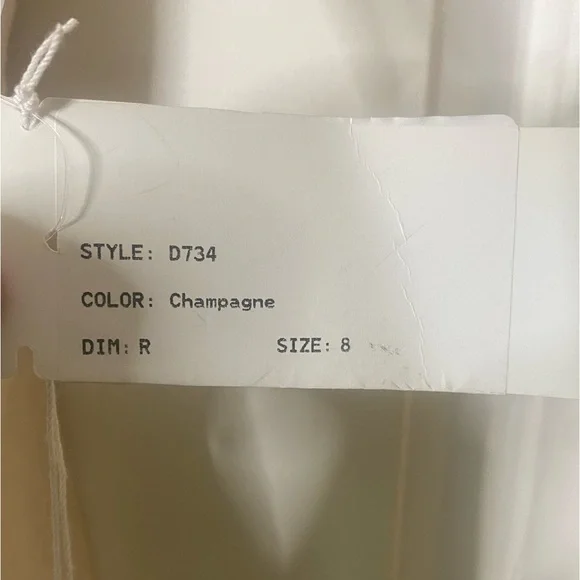 STYLE: D734
COLOR: Champagne
DIM: R SIZE: 8